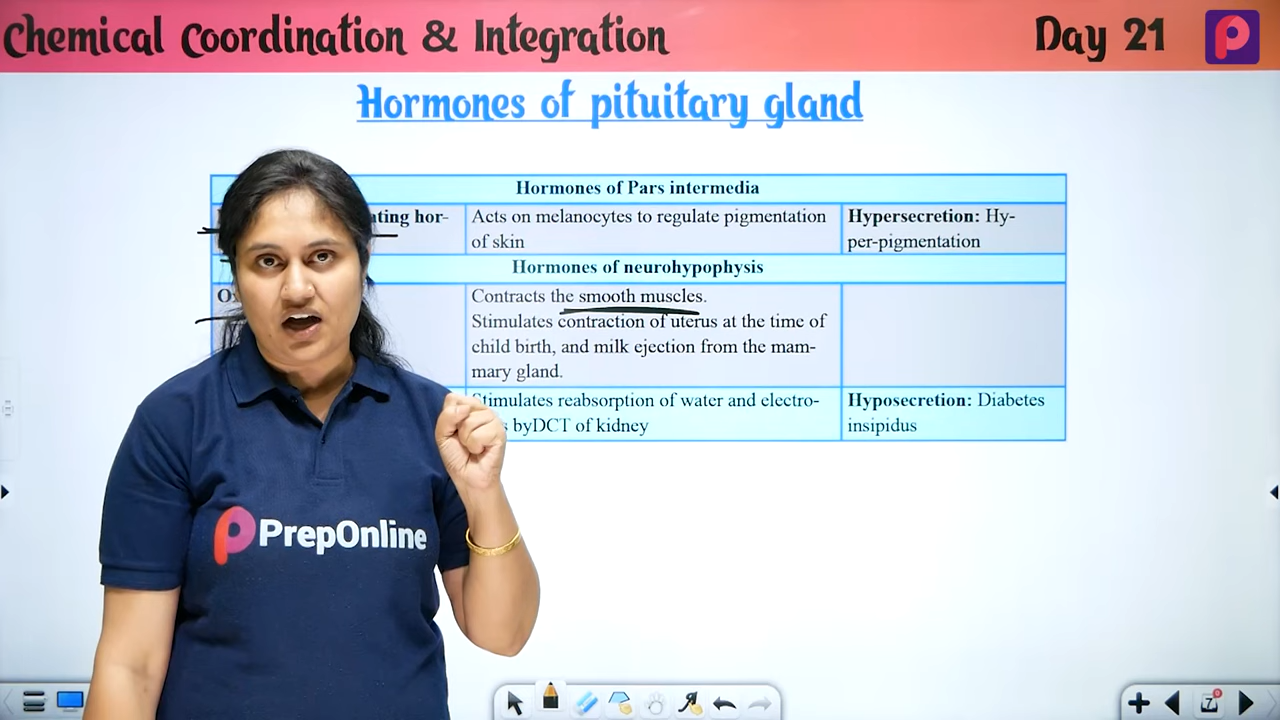 Chemical Coordination & Integration
Day 21
Hormones of pituitary gland
Hormones of Pars intermedia
ating hor-
Acts on melanocytes to regulate pigmentation
of skin
Hypersecretion: Hy-
per-pigmentation
Hormones of neurohypophysis
Contracts the smooth muscles.
Stimulates contraction of uterus at the time of
child birth, and milk ejection from the mam-
mary gland.
Stimulates reabsorption of water and electro-
byDCT of kidney
Hyposecretion: Diabetes
insipidus
PrepOnline